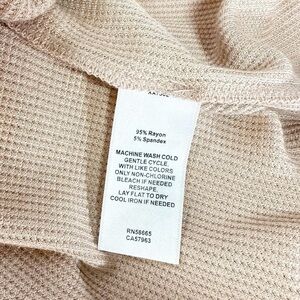 95% Rayon
5% Spandex
MACHINE WASH COLD
GENTLE CYCLE.
WITH LIKE COLORS
ONLY NON-CHLORINE
BLEACH IF NEEDED
RESHAPE.
LAY FLAT TO DRY
COOL IRON IF NEEDED
RN58665
CA57963